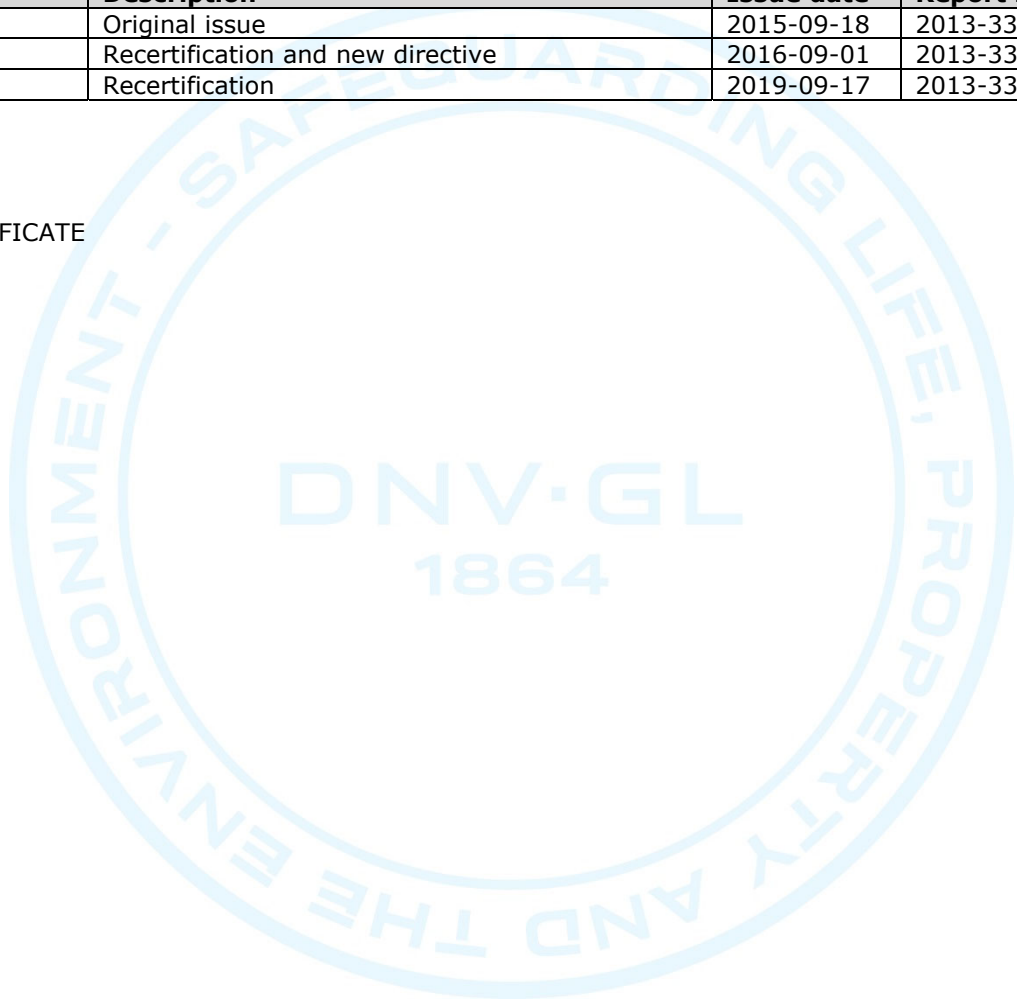 Description Issue date Report
Original issue 2015-09-18 2013-33
Recertification and new directive 2016-09-01 2013-33
Recertification 2019-09-17 2013-33
FICATE
SAFEGUARDING LIFE, PROPERTY AND THE ENVIRONMENT -
DNV·GL
1864